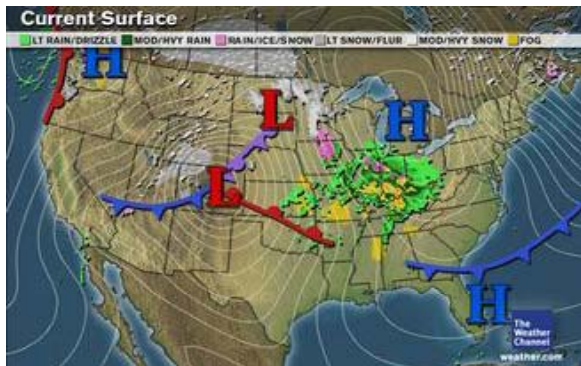 Current Surface
LT RAIN/DRIZZLE MOD/HVY RAIN RAIN/ICE/SNOW LT SNOW/FLUR MOD/HVY SNOW FOG
H
L
H
L
H
The
Weather
Channel
weather.com